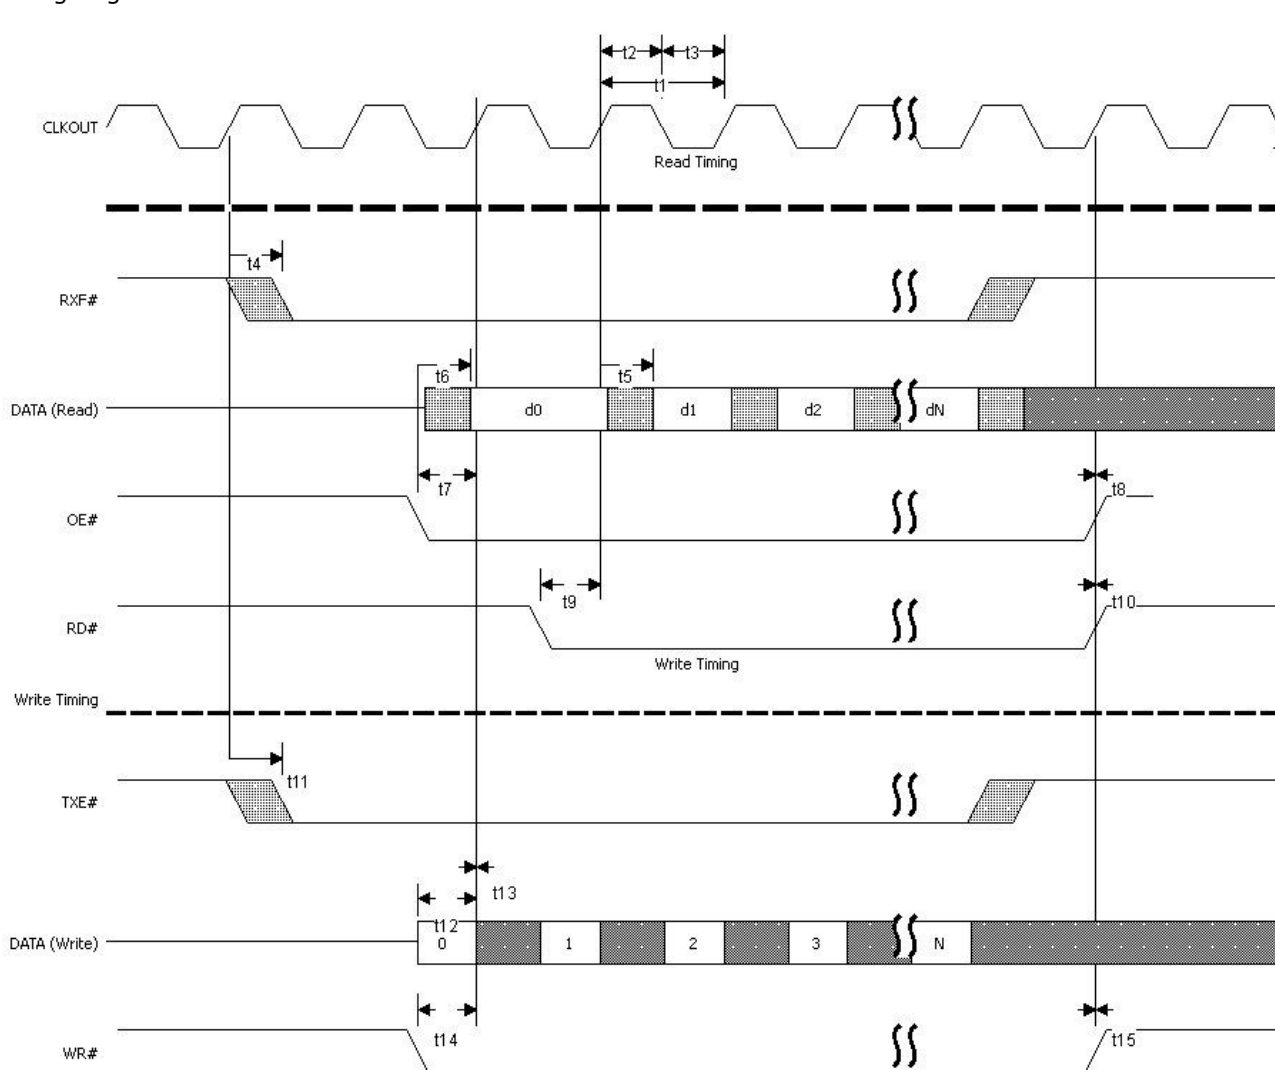 t2 t3
t1
CLKOUT
Read Timing
t4
RXF#
t6 t5
DATA (Read) d0 d1 d2 dN
t7 t8
OE#
t9 t10
RD#
Write Timing
Write Timing
t11
TXE#
t13
t12
DATA (Write) 0 1 2 3 N
t14 t15
WR#